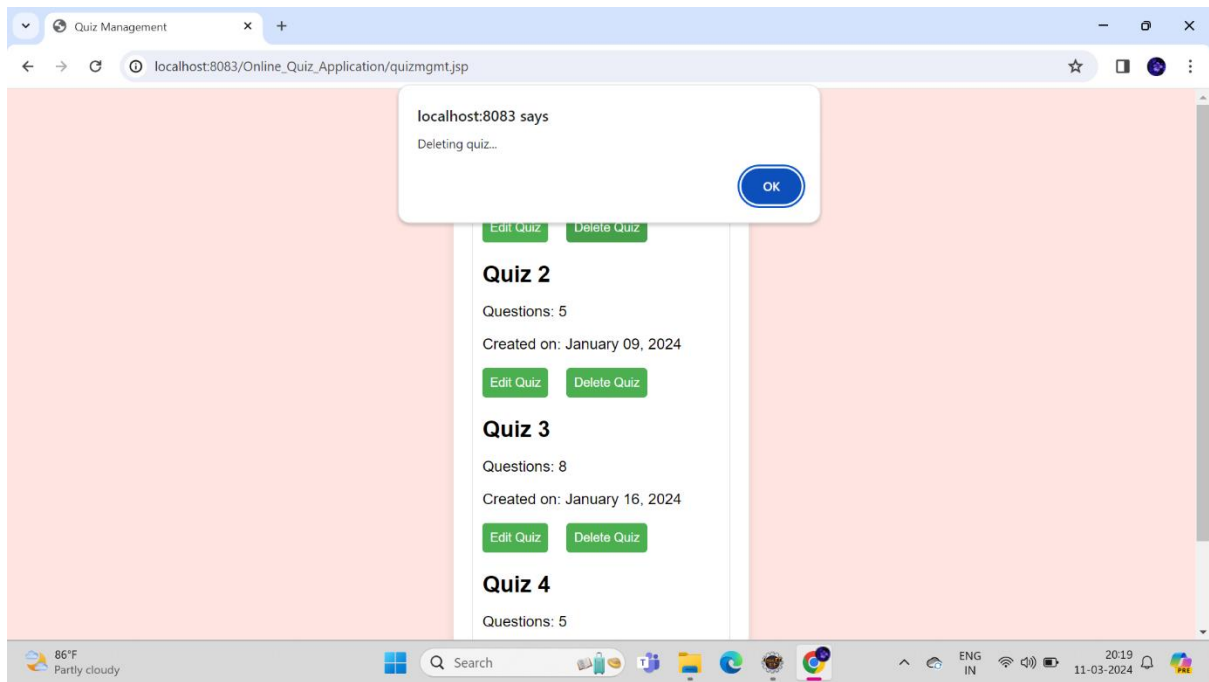 Quiz Management
localhost:8083/Online_Quiz_Application/quizmgmt.jsp
localhost:8083 says
Deleting quiz...
OK
Edit Quiz Delete Quiz
Quiz 2
Questions: 5
Created on: January 09, 2024
Edit Quiz Delete Quiz
Quiz 3
Questions: 8
Created on: January 16, 2024
Edit Quiz Delete Quiz
Quiz 4
Questions: 5
86°F
Partly cloudy
Search
ENG
IN
20:19
11-03-2024
PRE